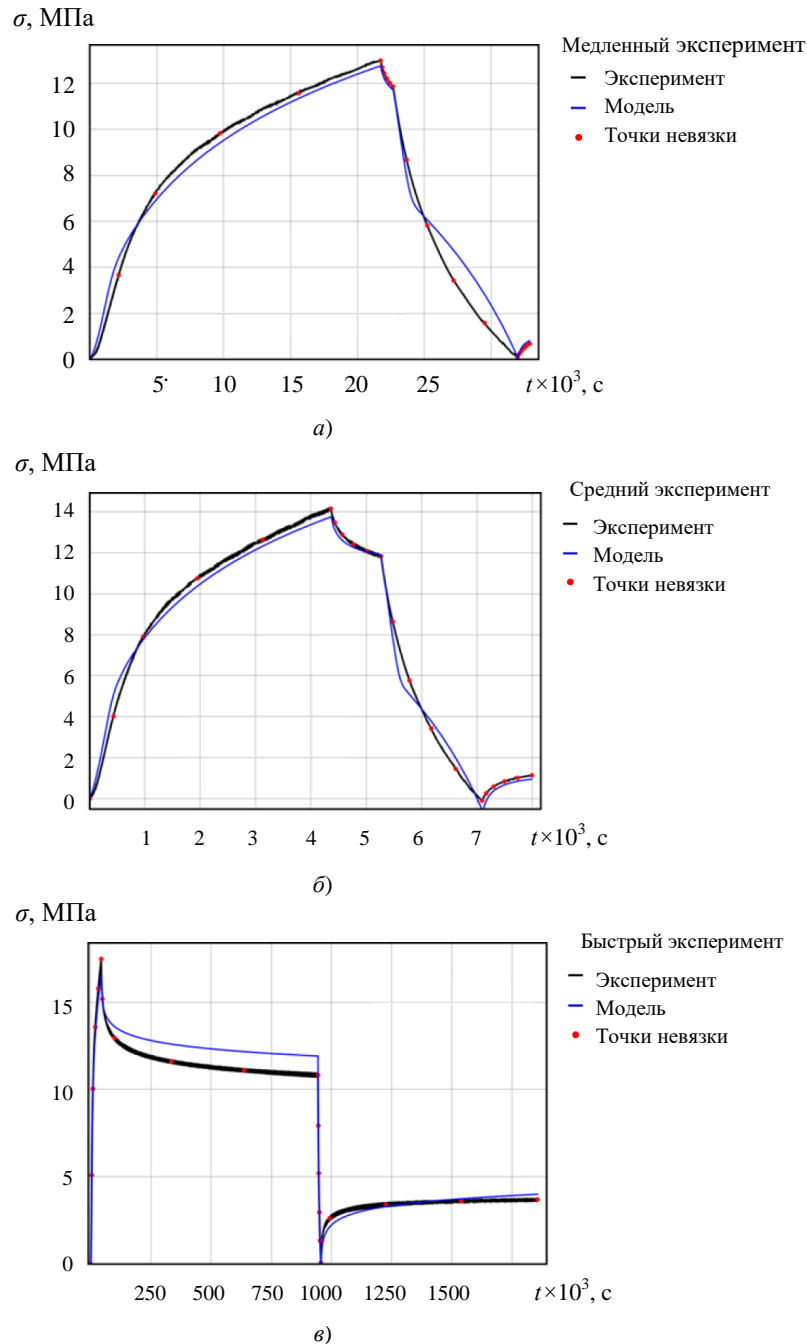 σ, МПа
Медленный эксперимент
Эксперимент
Модель
Точки невязки
12
10
8
6
4
2
0
5 10 15 20 25 t×10³, с
а)
σ, МПа
Средний эксперимент
Эксперимент
Модель
Точки невязки
14
12
10
8
6
4
2
0
1 2 3 4 5 6 7 t×10³, с
б)
σ, МПа
Быстрый эксперимент
Эксперимент
Модель
Точки невязки
15
10
5
0
250 500 750 1000 1250 1500 t×10³, с
в)